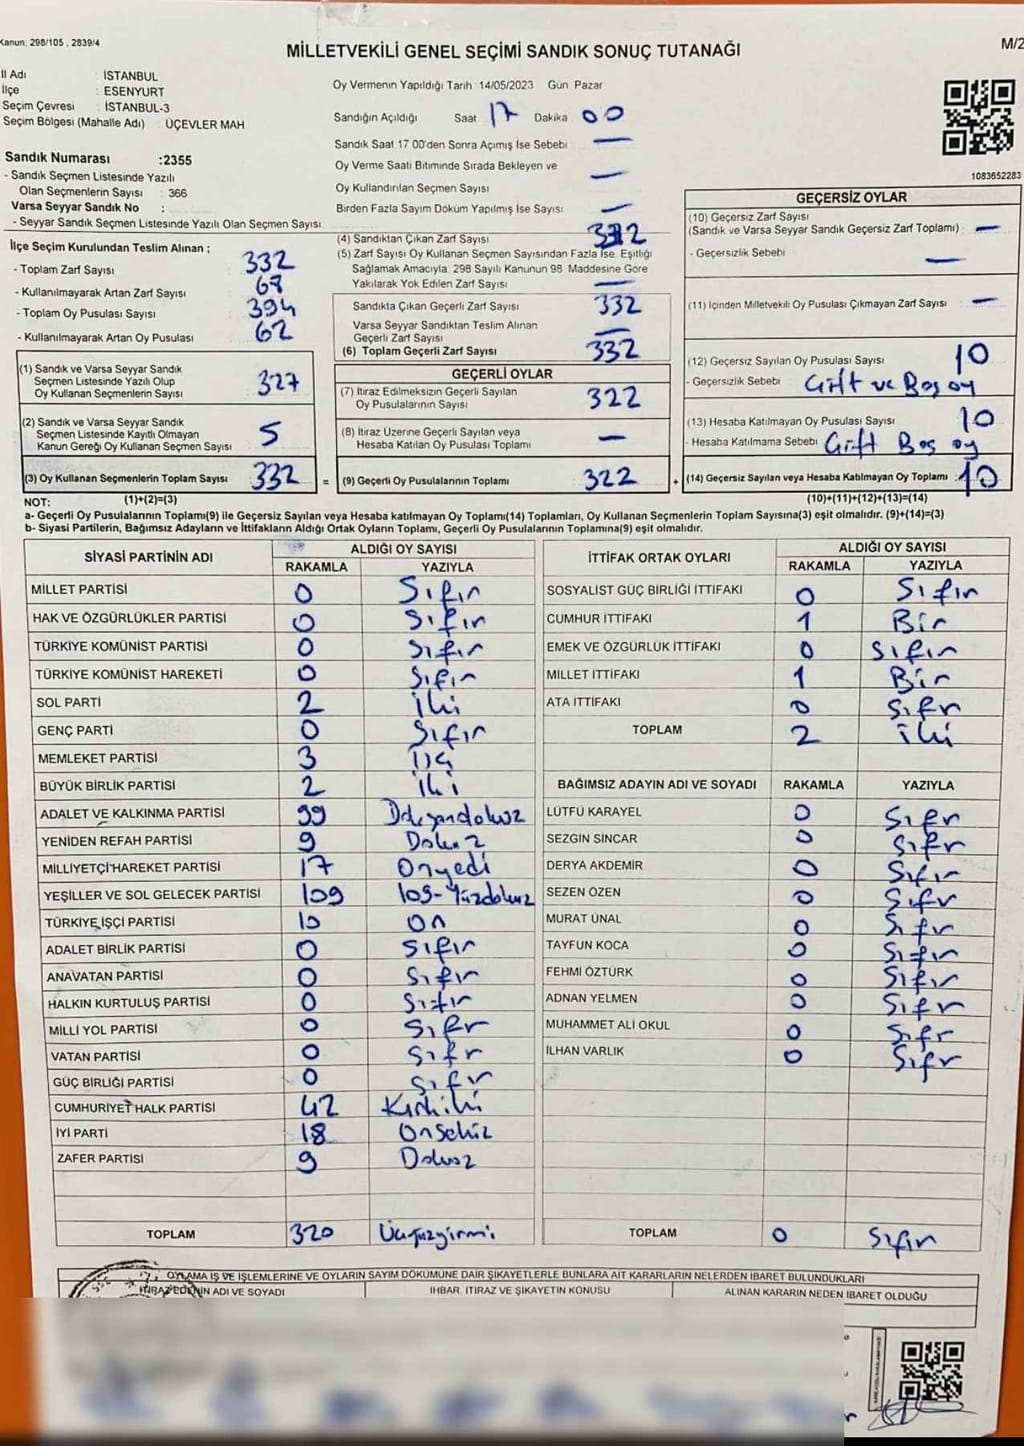 Kanun: 298/105 , 2839/4
MİLLETVEKİLİ GENEL SEÇİMİ SANDIK SONUÇ TUTANAĞI
M/2
İl Adı : İSTANBUL
İlçe : ESENYURT
Seçim Çevresi : İSTANBUL-3
Seçim Bölgesi (Mahalle Adı) : ÜÇEVLER MAH
Sandık Numarası :2355
- Sandık Seçmen Listesinde Yazılı
Olan Seçmenlerin Sayısı : 366
Varsa Seyyar Sandık No :
- Seyyar Sandık Seçmen Listesinde Yazılı Olan Seçmen Sayısı
Oy Vermenin Yapıldığı Tarih 14/05/2023 Gün Pazar
Sandığın Açıldığı Saat 17 Dakika 00
Sandık Saat 17 00'den Sonra Açımış İse Sebebi —
Oy Verme Saati Bitiminde Sırada Bekleyen ve
Oy Kullandırılan Seçmen Sayısı —
Birden Fazla Sayım Döküm Yapılmış İse Sayısı —
1083652283
İlçe Seçim Kurulundan Teslim Alınan ;
- Toplam Zarf Sayısı 332
- Kullanılmayarak Artan Zarf Sayısı
- Toplam Oy Pusulası Sayısı 394
- Kullanılmayarak Artan Oy Pusulası 62
(1) Sandık ve Varsa Seyyar Sandık
Seçmen Listesinde Yazılı Olup
Oy Kullanan Seçmenlerin Sayısı 327
(2) Sandık ve Varsa Seyyar Sandık
Seçmen Listesinde Kayıtlı Olmayan
Kanun Gereği Oy Kullanan Seçmen Sayısı 5
(3) Oy Kullanan Seçmenlerin Toplam Sayısı 332 =
(4) Sandıktan Çıkan Zarf Sayısı 332
(5) Zarf Sayısı Oy Kullanan Seçmen Sayısından Fazla İse, Eşitliği
Sağlamak Amacıyla, 298 Sayılı Kanunun 98 Maddesine Göre
Yakılarak Yok Edilen Zarf Sayısı —
Sandıkta Çıkan Geçerli Zarf Sayısı 332
Varsa Seyyar Sandıktan Teslim Alınan
Geçerli Zarf Sayısı —
(6) Toplam Geçerli Zarf Sayısı 332
GEÇERLİ OYLAR
(7) İtiraz Edilmeksizin Geçerli Sayılan
Oy Pusulalarının Sayısı 322
(8) İtiraz Üzerine Geçerli Sayılan veya
Hesaba Katılan Oy Pusulası Toplamı —
(9) Geçerli Oy Pusulalarının Toplamı 322 +
GEÇERSİZ OYLAR
(10) Geçersiz Zarf Sayısı
(Sandık ve Varsa Seyyar Sandık Geçersiz Zarf Toplamı) : —
- Geçersizlik Sebebi —
(11) İçinden Milletvekili Oy Pusulası Çıkmayan Zarf Sayısı : —
(12) Geçersiz Sayılan Oy Pusulası Sayısı 10
- Geçersizlik Sebebi : Çift ve Boş oy
(13) Hesaba Katılmayan Oy Pusulası Sayısı 10
- Hesaba Katılmama Sebebi Çift Boş oy
(14) Geçersiz Sayılan veya Hesaba Katılmayan Oy Toplamı : 10
NOT: (1)+(2)=(3) (10)+(11)+(12)+(13)=(14)
a- Geçerli Oy Pusulalarının Toplamı(9) ile Geçersiz Sayılan veya Hesaba katılmayan Oy Toplamı(14) Toplamları, Oy Kullanan Seçmenlerin Toplam Sayısına(3) eşit olmalıdır. (9)+(14)=(3)
b- Siyasi Partilerin, Bağımsız Adayların ve İttifakların Aldığı Ortak Oyların Toplamı, Geçerli Oy Pusulalarının Toplamına(9) eşit olmalıdır.
SİYASİ PARTİNİN ADI ALDIĞI OY SAYISI
RAKAMLA YAZIYLA
MİLLET PARTİSİ 0 Sıfır
HAK VE ÖZGÜRLÜKLER PARTİSİ 0 Sıfır
TÜRKİYE KOMÜNİST PARTİSİ 0 Sıfır
TÜRKİYE KOMÜNİST HAREKETİ 0 Sıfır
SOL PARTİ 2 iki
GENÇ PARTİ 0 Sıfır
MEMLEKET PARTİSİ 3 üç
BÜYÜK BİRLİK PARTİSİ 2 iki
ADALET VE KALKINMA PARTİSİ 99 Doksandokuz
YENİDEN REFAH PARTİSİ 9 Dokuz
MİLLİYETÇİ HAREKET PARTİSİ 17 Onyedi
YEŞİLLER VE SOL GELECEK PARTİSİ 109 109-Yüzdokuz
TÜRKİYE İŞÇİ PARTİSİ 10 on
ADALET BİRLİK PARTİSİ 0 Sıfır
ANAVATAN PARTİSİ 0 Sıfır
HALKIN KURTULUŞ PARTİSİ 0 Sıfır
MİLLİ YOL PARTİSİ 0 Sıfr
VATAN PARTİSİ 0 Sıfr
GÜÇ BİRLİĞİ PARTİSİ 0 Sıfır
CUMHURİYET HALK PARTİSİ 42 Kırkiki
İYİ PARTİ 18 Onsekiz
ZAFER PARTİSİ 9 Dokuz
TOPLAM 320 Üçyüzyirmi
İTTİFAK ORTAK OYLARI ALDIĞI OY SAYISI
RAKAMLA YAZIYLA
SOSYALİST GÜÇ BİRLİĞİ İTTİFAKI 0 Sıfır
CUMHUR İTTİFAKI 1 Bir
EMEK VE ÖZGÜRLÜK İTTİFAKI 0 Sıfır
MİLLET İTTİFAKI 1 Bir
ATA İTTİFAKI 0 Sıfr
TOPLAM 2 iki
BAĞIMSIZ ADAYIN ADI VE SOYADI RAKAMLA YAZIYLA
LÜTFÜ KARAYEL 0 Sıfr
SEZGİN SİNCAR 0 Sıfr
DERYA AKDEMİR 0 Sıfır
SEZEN ÖZEN 0 Sıfr
MURAT ÜNAL 0 Sıfr
TAYFUN KOCA 0 Sıfır
FEHMİ ÖZTÜRK 0 Sıfır
ADNAN YELMEN 0 Sıfr
MUHAMMET ALİ OKUL 0 Sıfr
İLHAN VARLIK 0 Sıfr
TOPLAM 0 Sıfır
OYLAMA İŞ VE İŞLEMLERİNE VE OYLARIN SAYIM DÖKÜMÜNE DAİR ŞİKAYETLERLE BUNLARA AİT KARARLARIN NELERDEN İBARET BULUNDUKLARI
İTİRAZ EDENİN ADI VE SOYADI İHBAR, İTİRAZ VE ŞİKAYETİN KONUSU ALINAN KARARIN NEDEN İBARET OLDUĞU